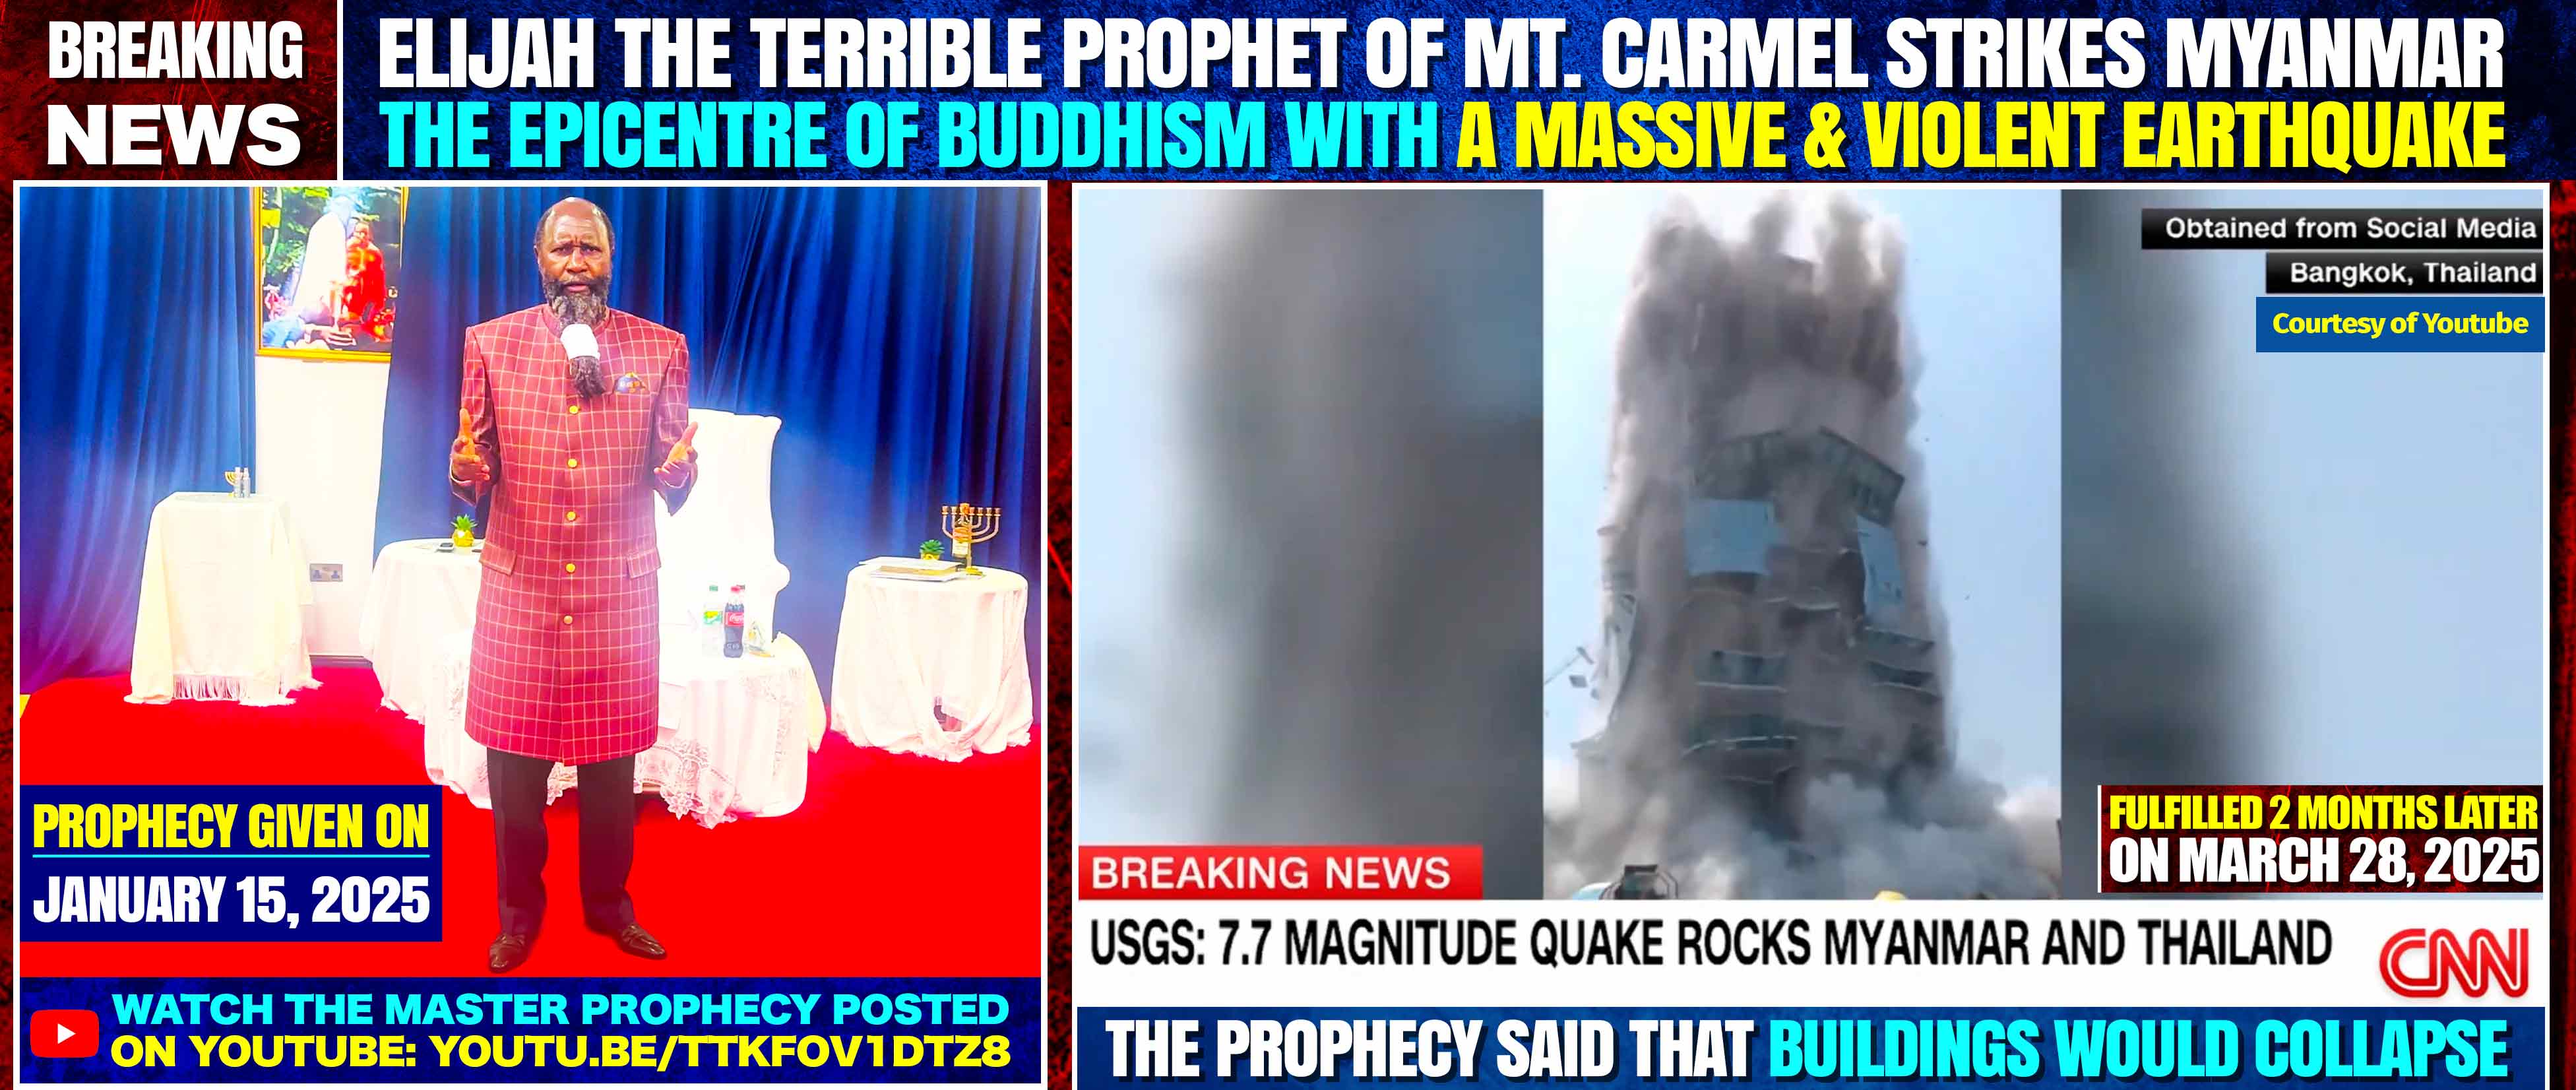 BREAKING
NEWS
ELIJAH THE TERRIBLE PROPHET OF MT. CARMEL STRIKES MYANMAR
THE EPICENTRE OF BUDDHISM WITH A MASSIVE & VIOLENT EARTHQUAKE
PROPHECY GIVEN ON
JANUARY 15, 2025
WATCH THE MASTER PROPHECY POSTED
ON YOUTUBE: YOUTU.BE/TTKFOV1DTZ8
Obtained from Social Media
Bangkok, Thailand
Courtesy of Youtube
FULFILLED 2 MONTHS LATER
ON MARCH 28, 2025
BREAKING NEWS
USGS: 7.7 MAGNITUDE QUAKE ROCKS MYANMAR AND THAILAND
CNN
THE PROPHECY SAID THAT BUILDINGS WOULD COLLAPSE